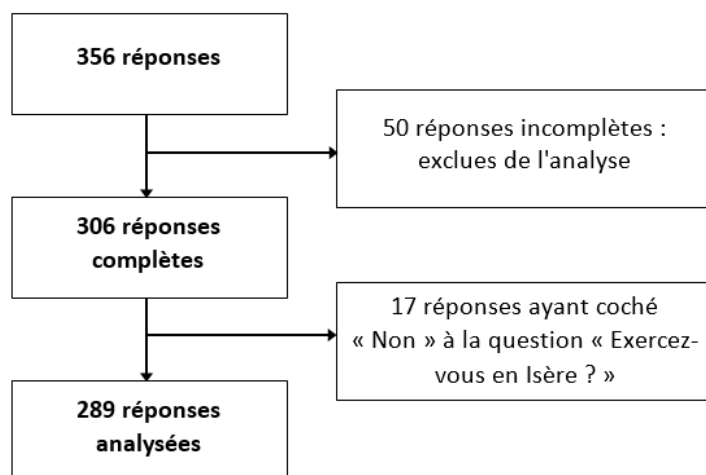 356 réponses
50 réponses incomplètes :
exclues de l'analyse
306 réponses
complètes
17 réponses ayant coché
« Non » à la question « Exercez-
vous en Isère ? »
289 réponses
analysées